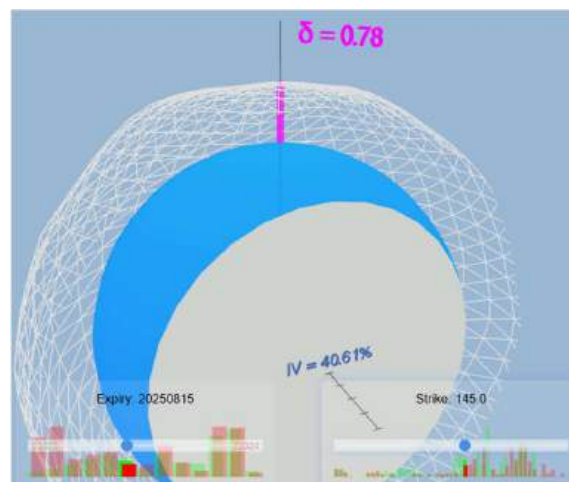 δ = 0.78
IV = 40.61%
Expiry: 20250815
Strike: 145.0